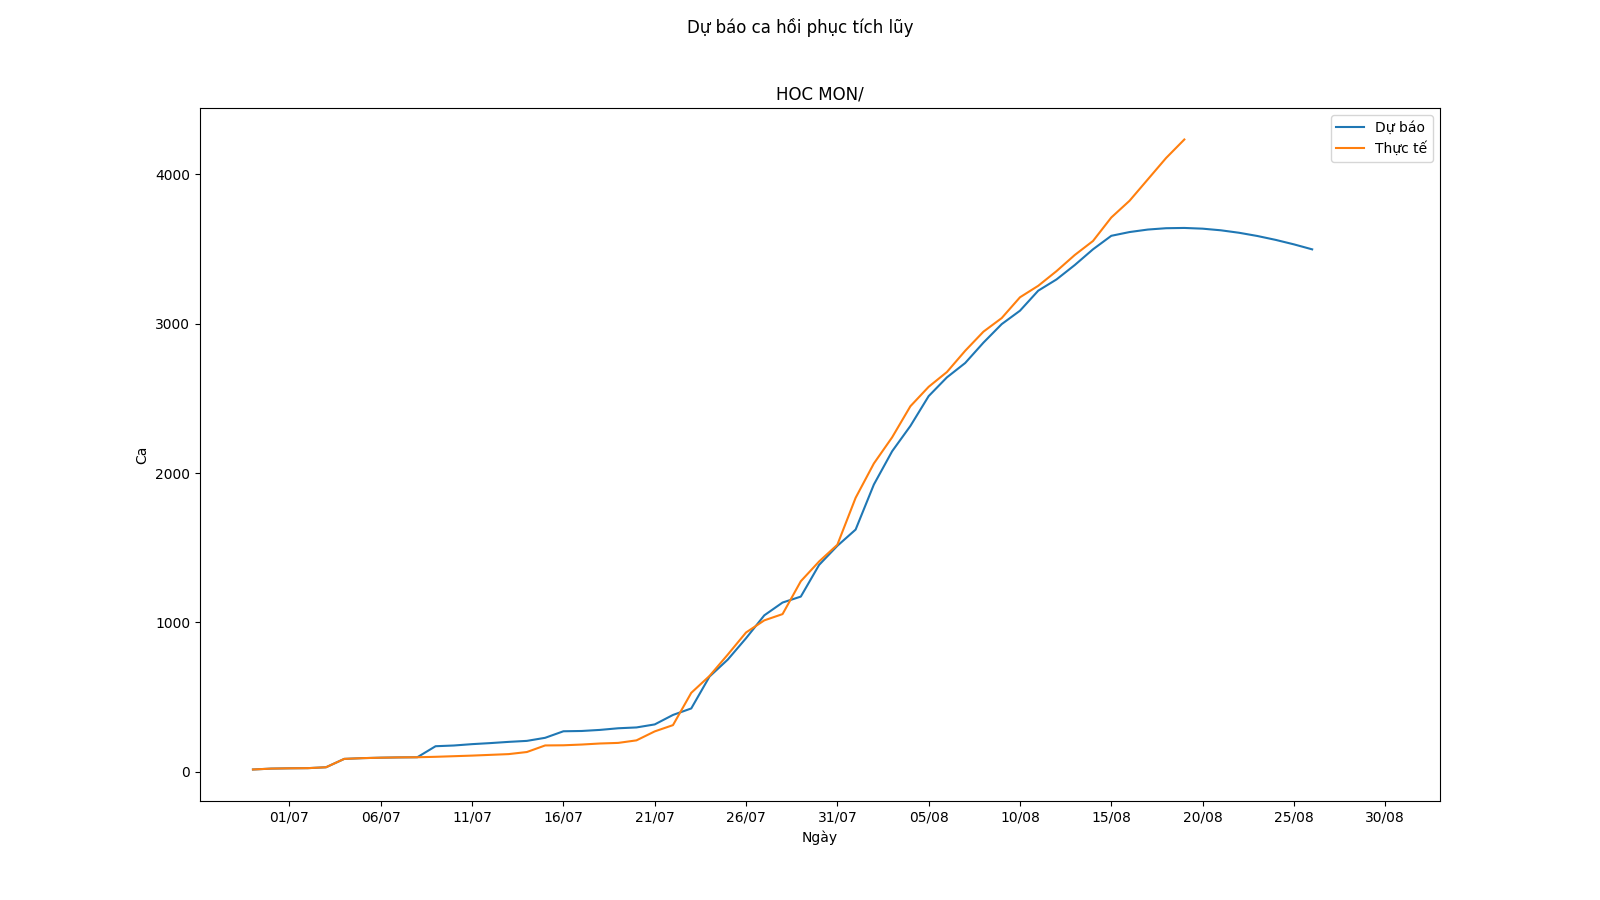 Dự báo ca hồi phục tích lũy
HOC MON/
Dự báo
Thực tế
4000
3000
2000
1000
0
Ca
01/07 06/07 11/07 16/07 21/07 26/07 31/07 05/08 10/08 15/08 20/08 25/08 30/08
Ngày